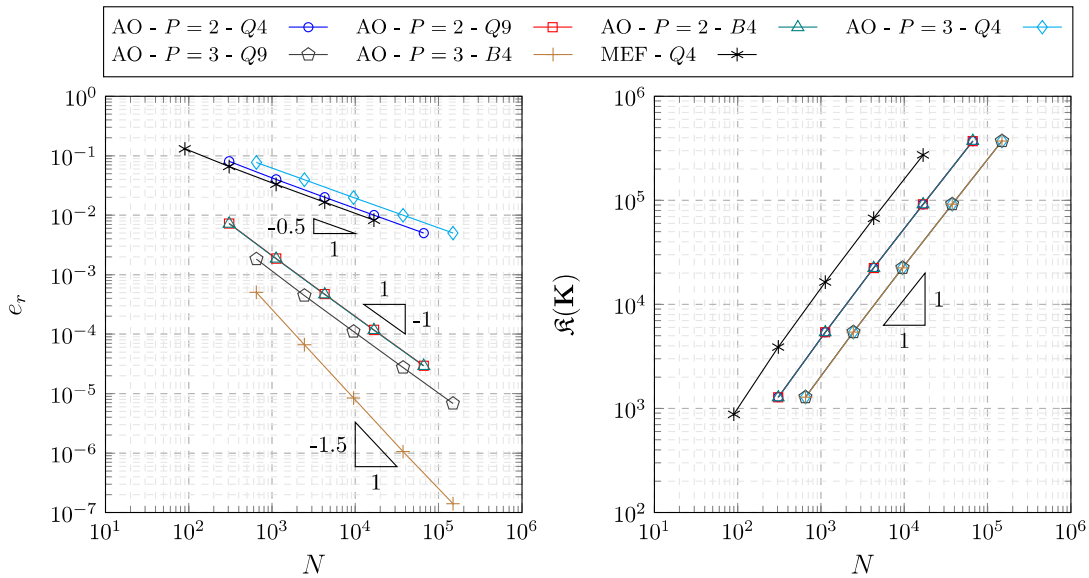 AO - P = 2 - Q4 AO - P = 2 - Q9 AO - P = 2 - B4 AO - P = 3 - Q4
AO - P = 3 - Q9 AO - P = 3 - B4 MEF - Q4
10^0
10^-1
10^-2
10^-3
10^-4
10^-5
10^-6
10^-7
e_r
-0.5
1
1
-1
-1.5
1
10^1 10^2 10^3 10^4 10^5 10^6
N
10^6
10^5
10^4
10^3
10^2
𝔎(𝐊)
1
1
10^1 10^2 10^3 10^4 10^5 10^6
N